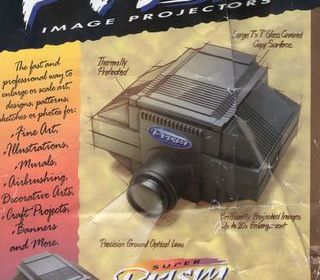 IMAGE PROJECTORS
The fast and
professional way to
enlarge or scale art,
designs, patterns,
sketches or photos for:
• Fine Art,
• Illustrations,
• Murals,
• Airbrushing,
Decorative Arts,
• Craft Projects,
• Banners
and More.
Large 7"x 7" Glass Covered
Copy Surface
Thermally
Protected
Prism
Brilliantly Projected Images
Up to 20x Enlargement
Precision Ground Optical Lens
SUPER
Prism